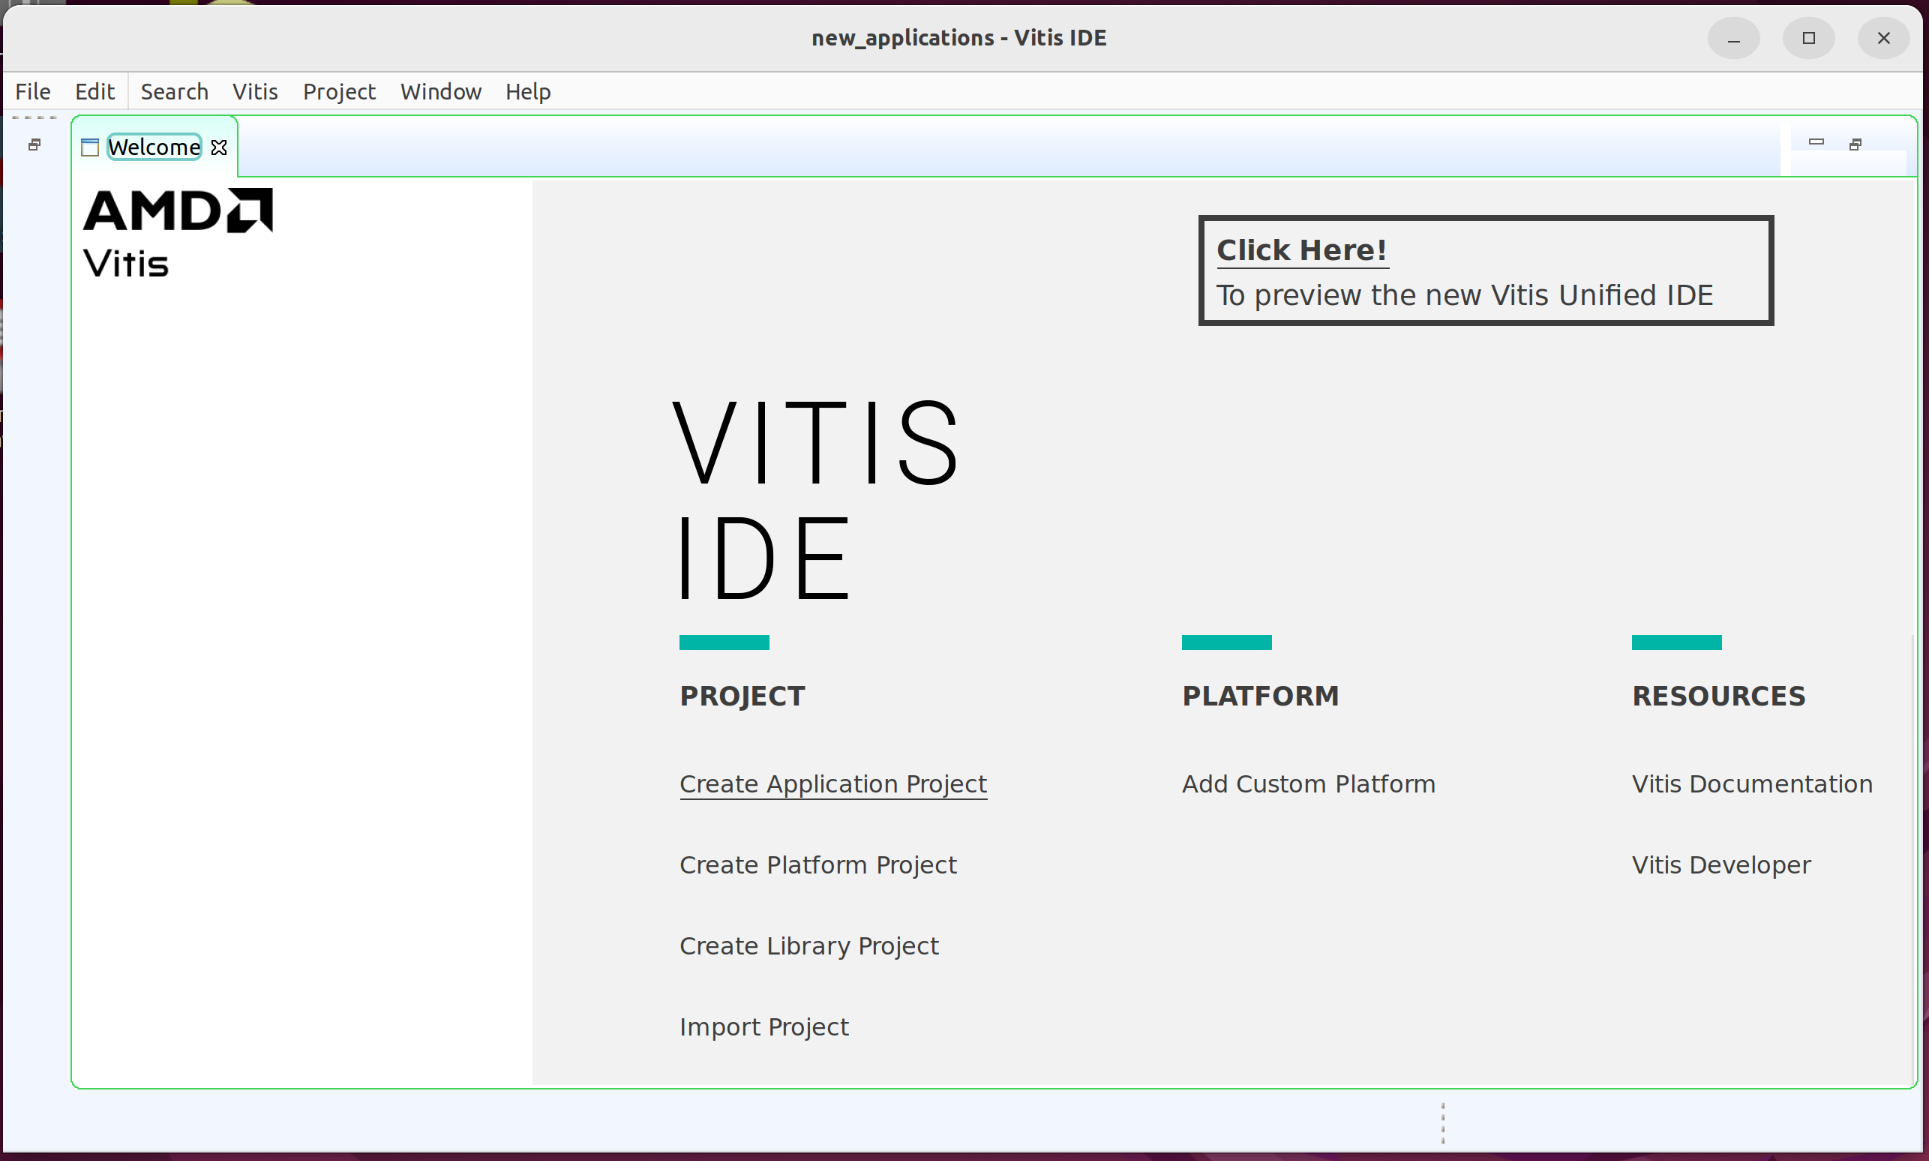 new_applications - Vitis IDE
File Edit Search Vitis Project Window Help
Welcome
AMD
Vitis
Click Here!
To preview the new Vitis Unified IDE
VITIS
IDE
PROJECT
Create Application Project
Create Platform Project
Create Library Project
Import Project
PLATFORM
Add Custom Platform
RESOURCES
Vitis Documentation
Vitis Developer